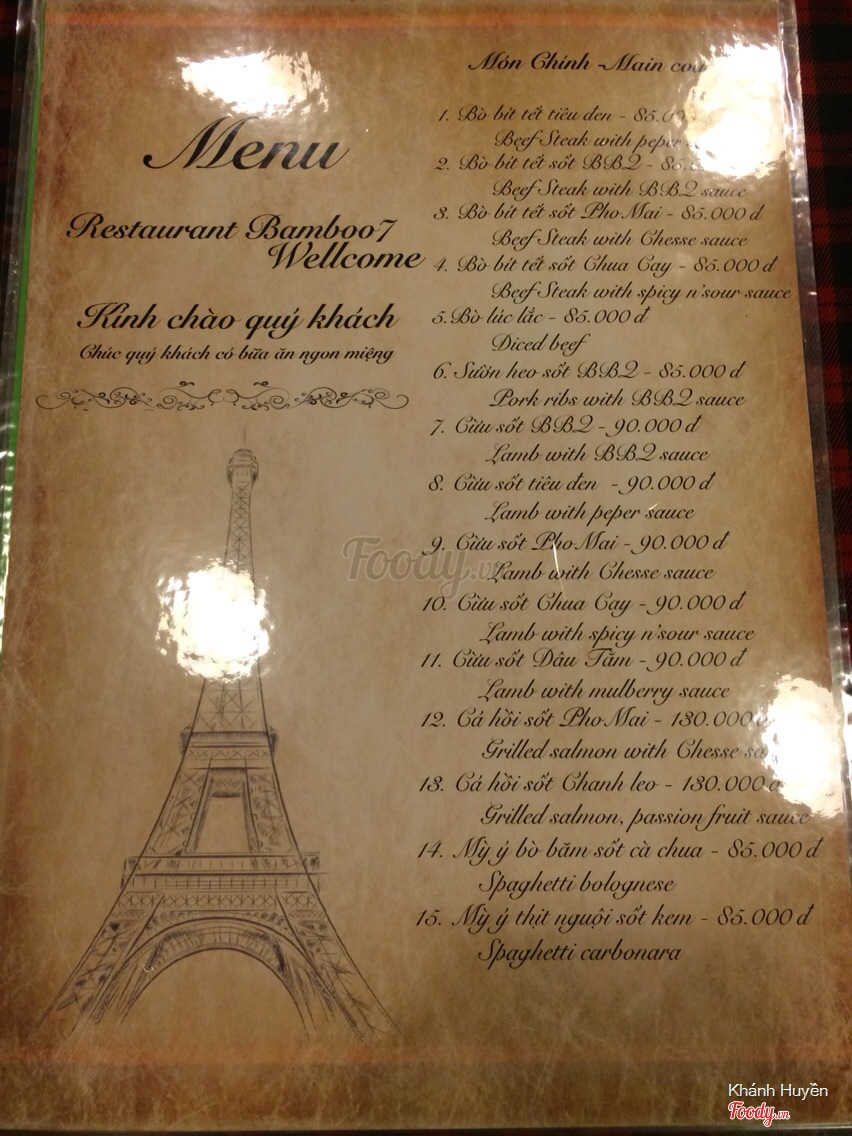 Menu
Restaurant Bamboo7
Wellcome
Kính chào quý khách
Chúc quý khách có bữa ăn ngon miệng
Món Chính -Main
1. Bò bít tết tiêu đen -
Beef Steak with peper
2. Bò bít tết sốt BBQ -
Beef Steak with BBQ sauce
3. Bò bít tết sốt Pho Mai - 85.000 đ
Beef Steak with Chesse sauce
4. Bò bít tết sốt Chua Cay - 85.000 đ
Beef Steak with spicy n'sour sauce
5.Bò lúc lắc - 85.000 đ
Diced beef
6. Sườn heo sốt BBQ - 85.000 đ
Pork ribs with BBQ sauce
7. Cừu sốt BBQ - 90.000 đ
Lamb with BBQ sauce
8. Cừu sốt tiêu đen - 90.000 đ
Lamb with peper sauce
9. Cừu sốt Pho Mai - 90.000 đ
Lamb with Chesse sauce
10. Cừu sốt Chua Cay - 90.000 đ
Lamb with spicy n'sour sauce
11. Cừu sốt Dâu Tằm - 90.000 đ
Lamb with mulberry sauce
12. Cá hồi sốt Pho Mai - 130.000
Grilled salmon with Chesse
13. Cá hồi sốt Chanh leo - 130.000 đ
Grilled salmon, passion fruit sauce
14. Mỳ ý bò băm sốt cà chua - 85.000 đ
Spaghetti bolognese
15. Mỳ ý thịt nguội sốt kem - 85.000 đ
Spaghetti carbonara
Foody.vn
Khánh Huyền
Foody.vn